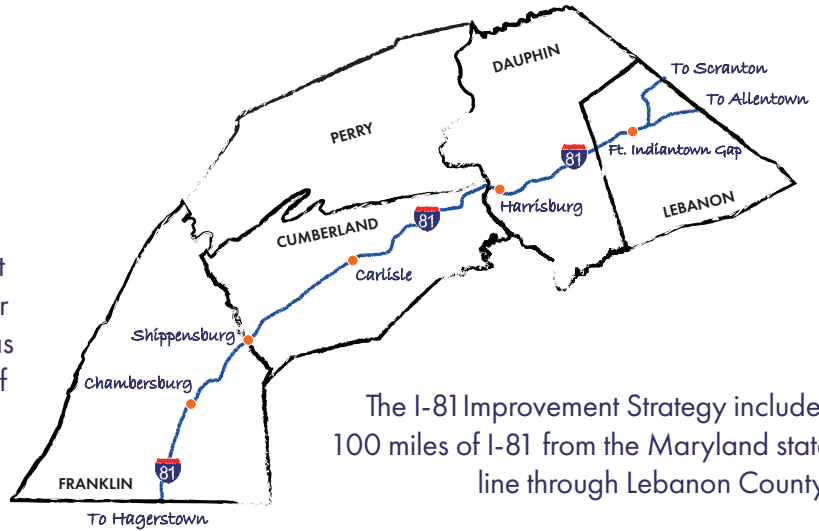 DAUPHIN
To Scranton
To Allentown
PERRY
81
Ft. Indiantown Gap
Harrisburg
LEBANON
CUMBERLAND
81
Carlisle
Shippensburg
Chambersburg
81
FRANKLIN
To Hagerstown
The I-81 Improvement Strategy include
100 miles of I-81 from the Maryland state
line through Lebanon County